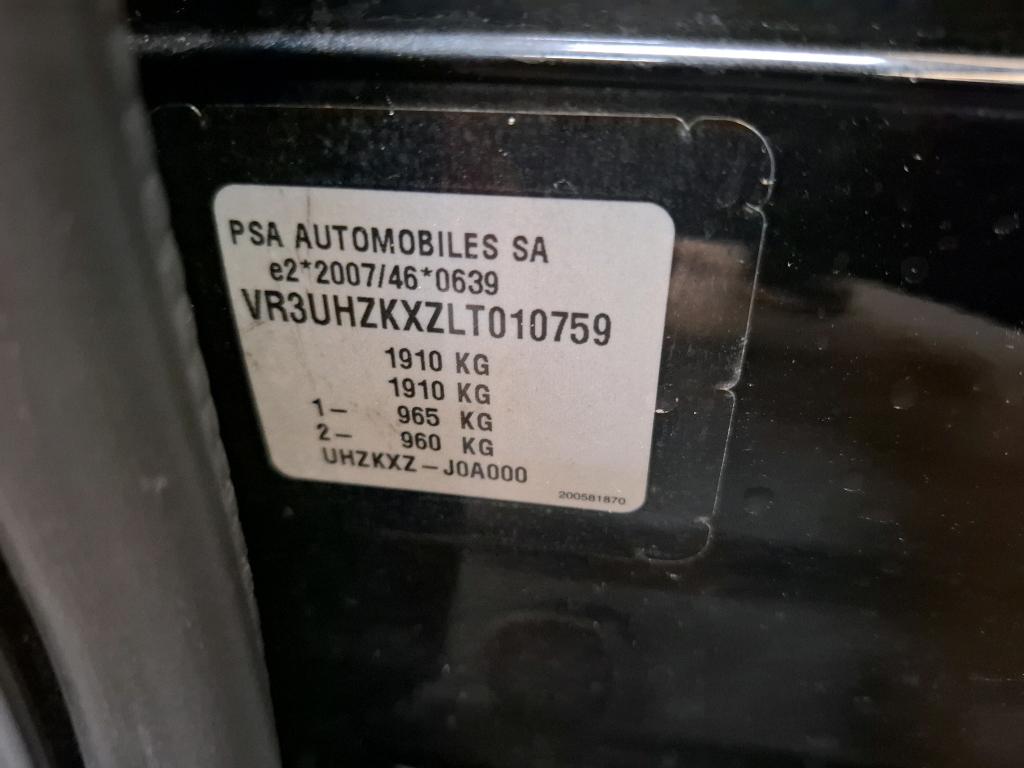 PSA AUTOMOBILES SA
e2*2007/46*0639
VR3UHZKXZLT010759
1910 KG
1910 KG
1– 965 KG
2– 960 KG
UHZKXZ–J0A000
200581870